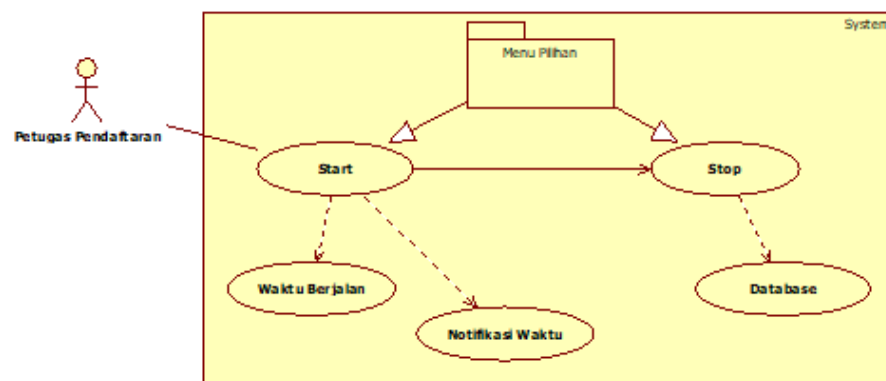 System
Menu Pilihan
Petugas Pendaftaran
Start
Stop
Waktu Berjalan
Database
Notifikasi Waktu